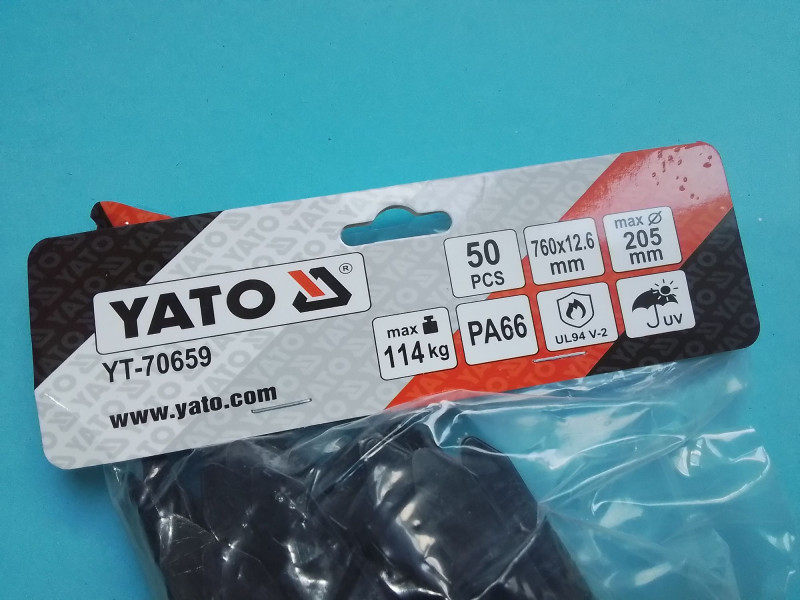 YATO ®
YT-70659
www.yato.com
50
PCS
760x12.6
mm
max Ø
205
mm
max
114 kg
PA66
UL94 V-2
UV